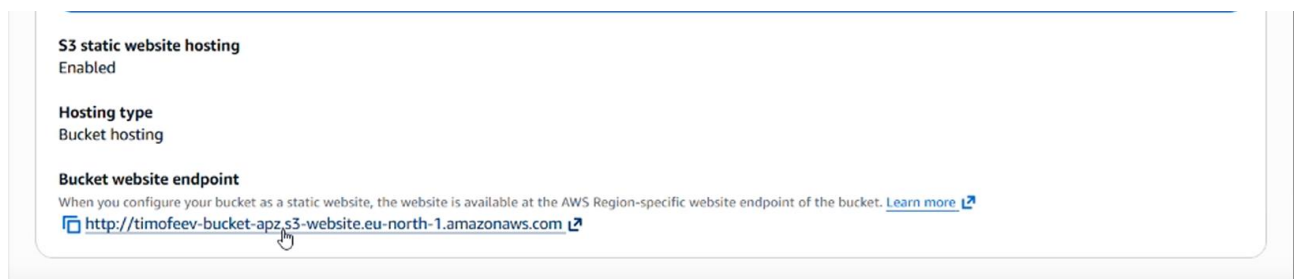 S3 static website hosting
Enabled
Hosting type
Bucket hosting
Bucket website endpoint
When you configure your bucket as a static website, the website is available at the AWS Region-specific website endpoint of the bucket. Learn more
http://timofeev-bucket-apz.s3-website.eu-north-1.amazonaws.com